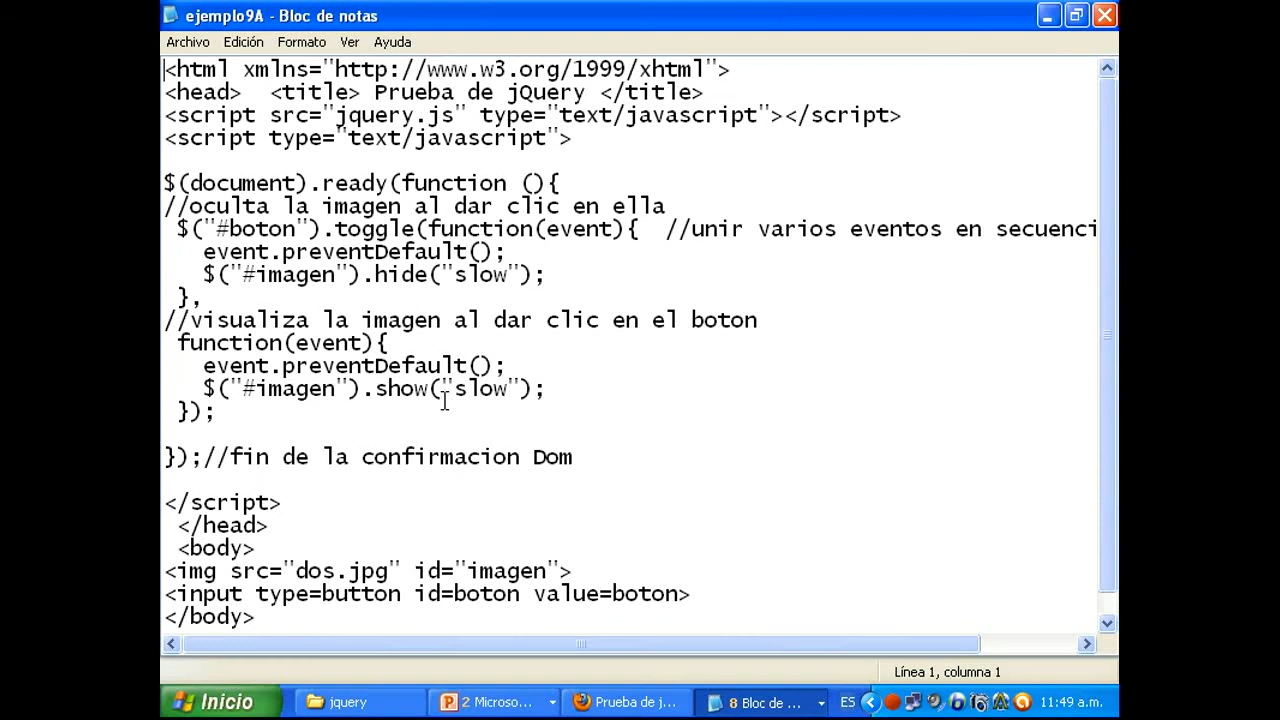 ejemplo9A - Bloc de notas
Archivo Edición Formato Ver Ayuda
<html xmlns="http://www.w3.org/1999/xhtml">
<head>  <title> Prueba de jQuery </title>
<script src="jquery.js" type="text/javascript"></script>
<script type="text/javascript">
$(document).ready(function (){
//oculta la imagen al dar clic en ella
 $("#boton").toggle(function(event){  //unir varios eventos en secuenci
   event.preventDefault();
   $("#imagen").hide("slow");
 },
//visualiza la imagen al dar clic en el boton
 function(event){
   event.preventDefault();
   $("#imagen").show("slow");
 });
});//fin de la confirmacion Dom
</script>
 </head>
 <body>
<img src="dos.jpg" id="imagen">
<input type=button id=boton value=boton>
</body>
Línea 1, columna 1
Inicio jquery 2 Microso... Prueba de j... 8 Bloc de ... ES 11:49 a.m.